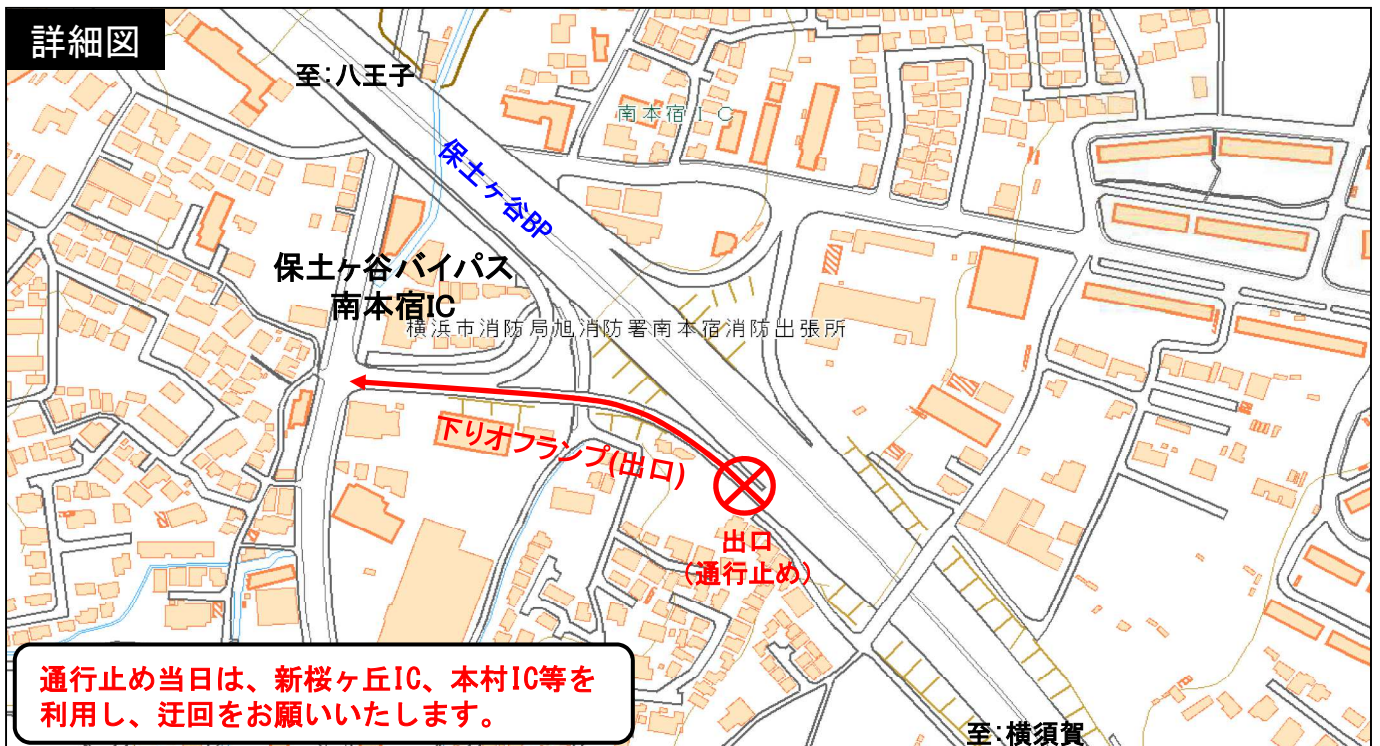 詳細図
至:八王子
南本宿IC
保土ヶ谷BP
保土ヶ谷バイパス
南本宿IC
横浜市消防局旭消防署南本宿消防出張所
下りオフランプ(出口)
出口
(通行止め)
通行止め当日は、新桜ヶ丘IC、本村IC等を
利用し、迂回をお願いいたします。
至:横須賀